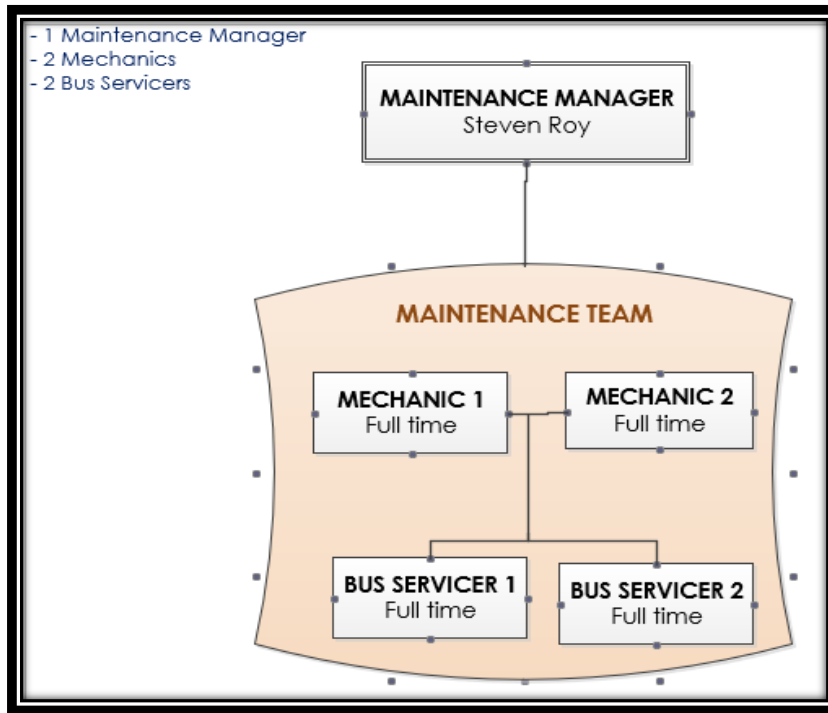 - 1 Maintenance Manager
- 2 Mechanics
- 2 Bus Servicers
MAINTENANCE MANAGER
Steven Roy
MAINTENANCE TEAM
MECHANIC 1
Full time
MECHANIC 2
Full time
BUS SERVICER 1
Full time
BUS SERVICER 2
Full time